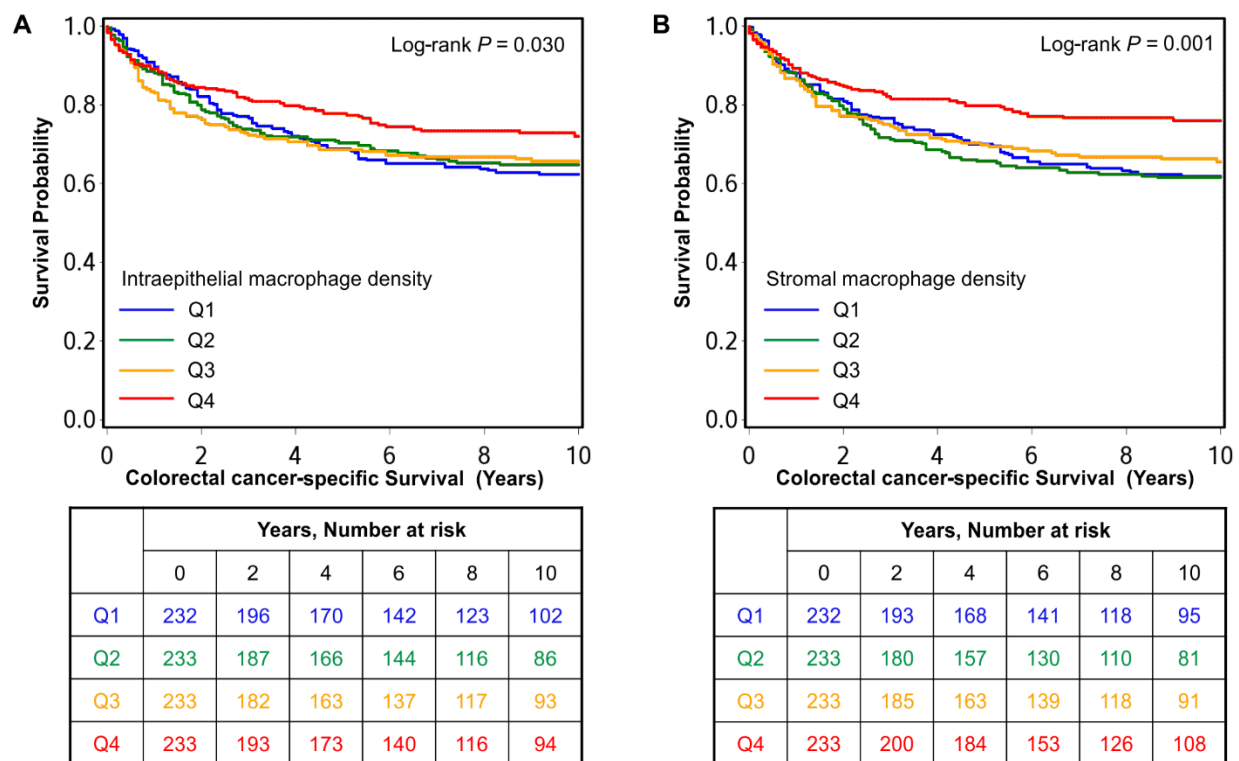 A
Log-rank P = 0.030
Survival Probability
1.0
0.8
0.6
0.4
0.2
0.0
Intraepithelial macrophage density
Q1
Q2
Q3
Q4
0 2 4 6 8 10
Colorectal cancer-specific Survival (Years)
Years, Number at risk
0 2 4 6 8 10
Q1 232 196 170 142 123 102
Q2 233 187 166 144 116 86
Q3 233 182 163 137 117 93
Q4 233 193 173 140 116 94
B
Log-rank P = 0.001
Survival Probability
1.0
0.8
0.6
0.4
0.2
0.0
Stromal macrophage density
Q1
Q2
Q3
Q4
0 2 4 6 8 10
Colorectal cancer-specific Survival (Years)
Years, Number at risk
0 2 4 6 8 10
Q1 232 193 168 141 118 95
Q2 233 180 157 130 110 81
Q3 233 185 163 139 118 91
Q4 233 200 184 153 126 108